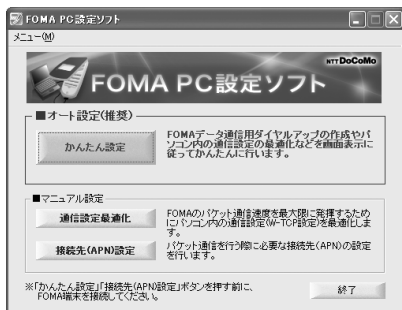 FOMA PC設定ソフト
メニュー(M)
NTT DoCoMo
FOMA PC設定ソフト
■オート設定(推奨)
かんたん設定
FOMAデータ通信用ダイヤルアップの作成やパ
ソコン内の通信設定の最適化などを画面表示に
従ってかんたんに行います。
■マニュアル設定
通信設定最適化
FOMAのパケット通信速度を最大限に発揮するため
にパソコン内の通信設定(W-TCP設定)を最適化しま
す。
接続先(APN)設定
パケット通信を行う際に必要な接続先(APN)の設定
を行います。
※「かんたん設定」「接続先(APN)設定」ボタンを押す前に、
FOMA端末を接続してください。
終了